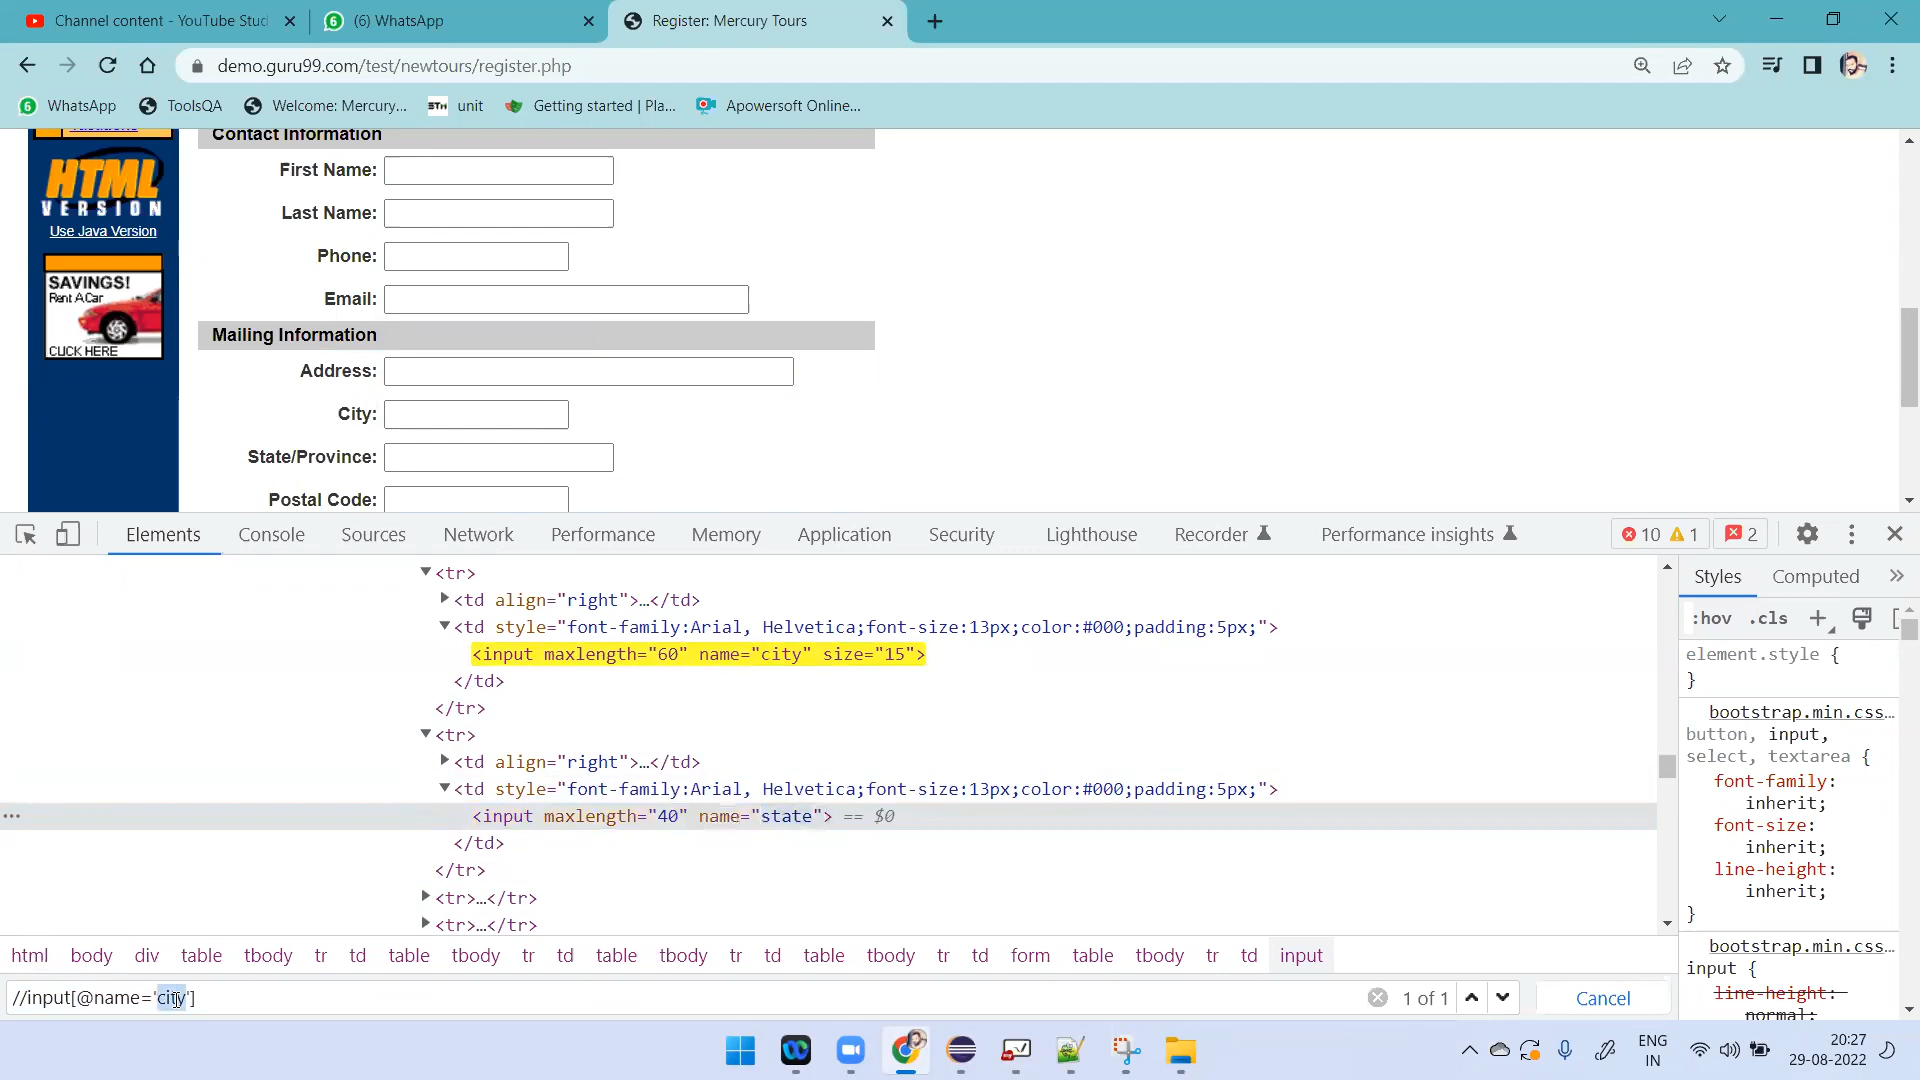 Channel content - YouTube Stud
(6) WhatsApp
Register: Mercury Tours
demo.guru99.com/test/newtours/register.php
WhatsApp
ToolsQA
Welcome: Mercury...
STH unit
Getting started | Pla...
Apowersoft Online...
Contact Information
HTML
VERSION
Use Java Version
SAVINGS!
Rent A Car
CLICK HERE
First Name:
Last Name:
Phone:
Email:
Mailing Information
Address:
City:
State/Province:
Postal Code:
Elements
Console
Sources
Network
Performance
Memory
Application
Security
Lighthouse
Recorder
Performance insights
10
1
2
<tr>
<td align="right">…</td>
<td style="font-family:Arial, Helvetica;font-size:13px;color:#000;padding:5px;">
<input maxlength="60" name="city" size="15">
</td>
</tr>
<tr>
<td align="right">…</td>
<td style="font-family:Arial, Helvetica;font-size:13px;color:#000;padding:5px;">
... <input maxlength="40" name="state"> == $0
</td>
</tr>
<tr>…</tr>
<tr>…</tr>
Styles
Computed
:hov .cls
element.style {
}
bootstrap.min.css…
button, input,
select, textarea {
font-family:
inherit;
font-size:
inherit;
line-height:
inherit;
}
bootstrap.min.css…
input {
line-height:
normal;
html body div table tbody tr td table tbody tr td table tbody tr td table tbody tr td form table tbody tr td input
//input[@name='city']
1 of 1
Cancel
ENG
IN
20:27
29-08-2022